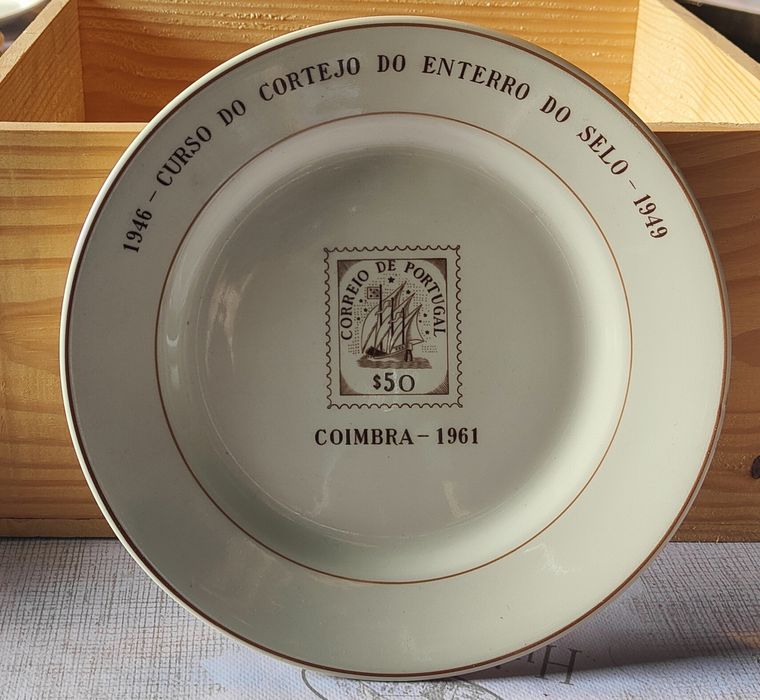 1946 - CURSO DO CORTEJO DO ENTERRO DO SELO - 1949
CORREIO DE PORTUGAL
$50
COIMBRA - 1961